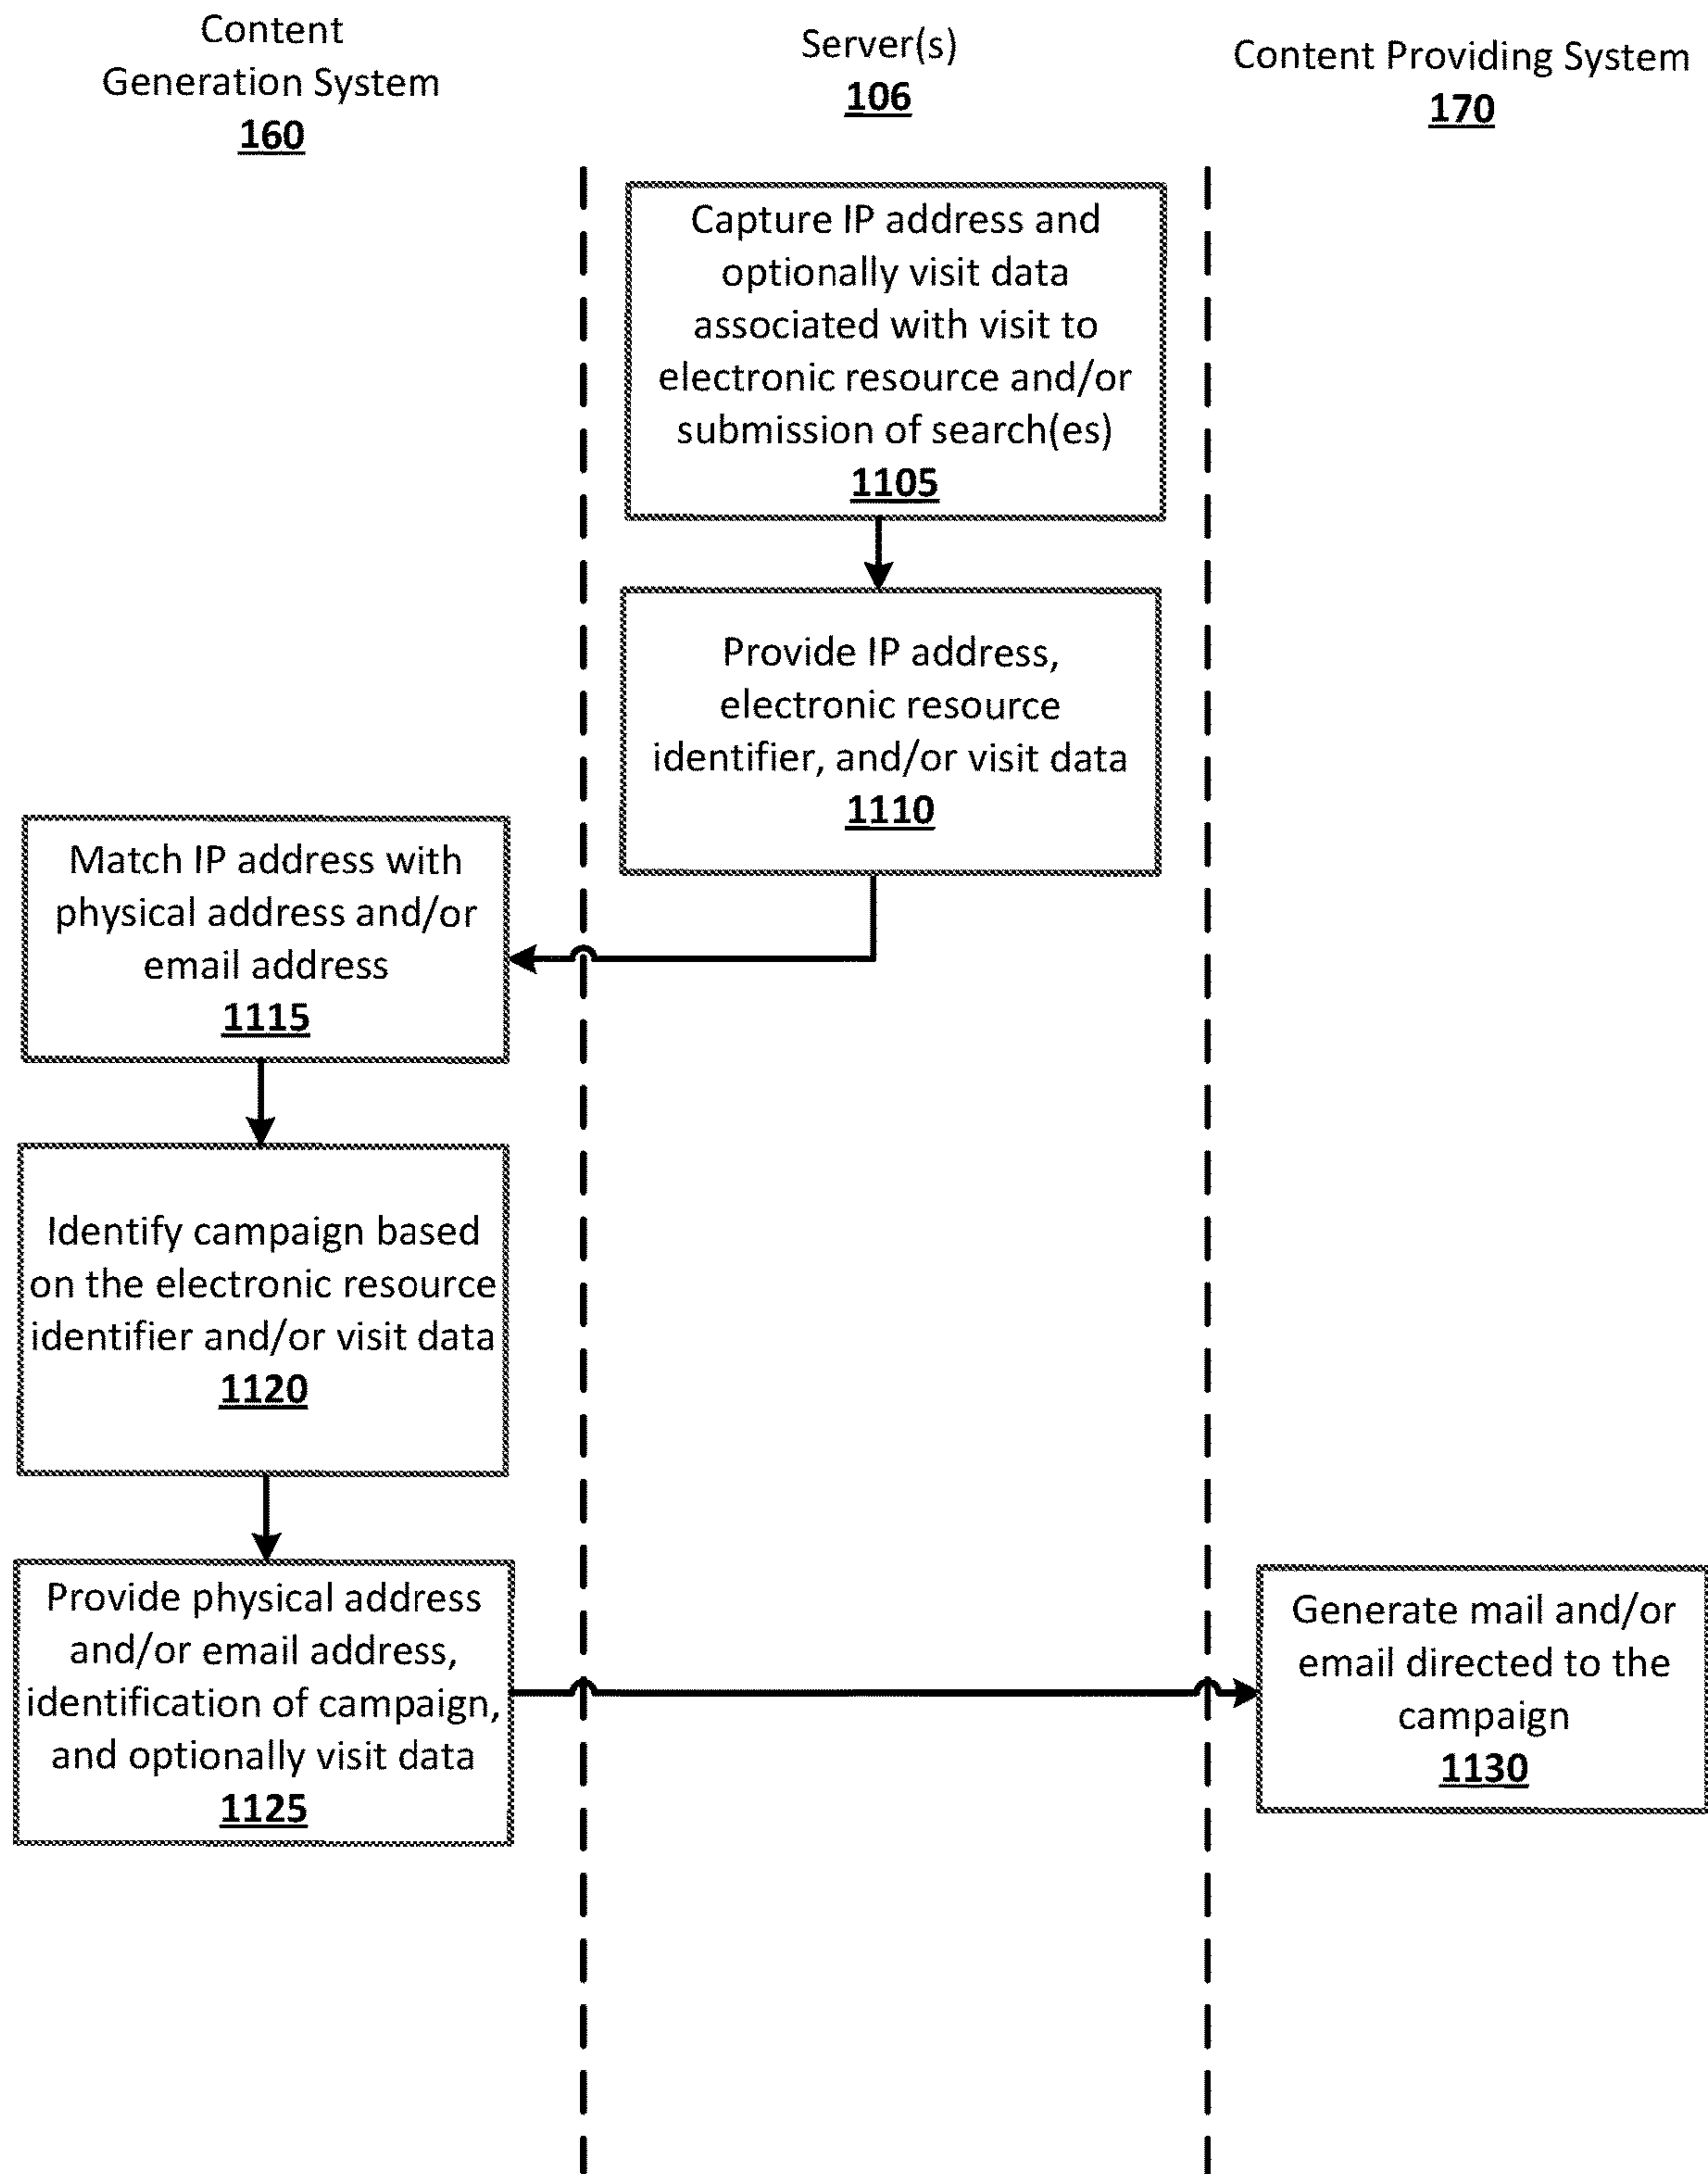 Content
Generation System
160
Server(s)
106
Content Providing System
170
Capture IP address and
optionally visit data
associated with visit to
electronic resource and/or
submission of search(es)
1105
Provide IP address,
electronic resource
identifier, and/or visit data
1110
Match IP address with
physical address and/or
email address
1115
Identify campaign based
on the electronic resource
identifier and/or visit data
1120
Provide physical address
and/or email address,
identification of campaign,
and optionally visit data
1125
Generate mail and/or
email directed to the
campaign
1130